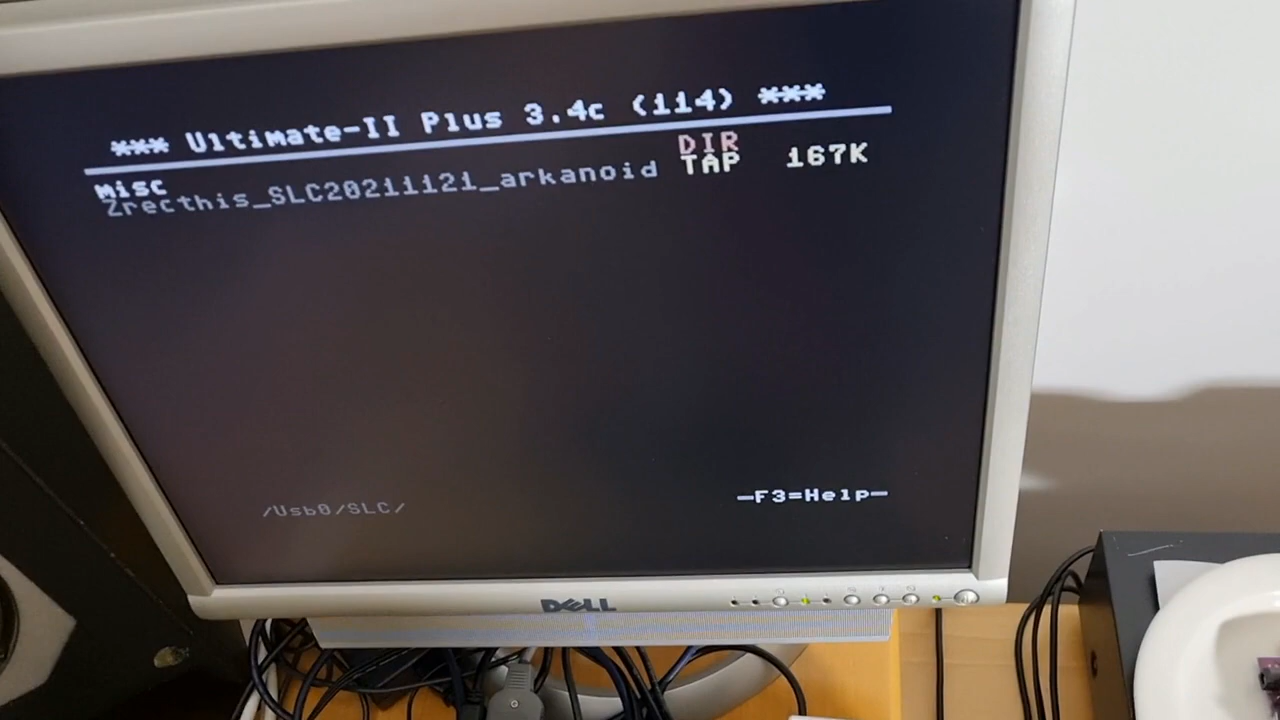 *** Ultimate-II Plus 3.4c (114) ***
misc DIR
Zrecthis_SLC20211121_arkanoid TAP 167K
/Usb0/SLC/
—F3=Help—
DELL